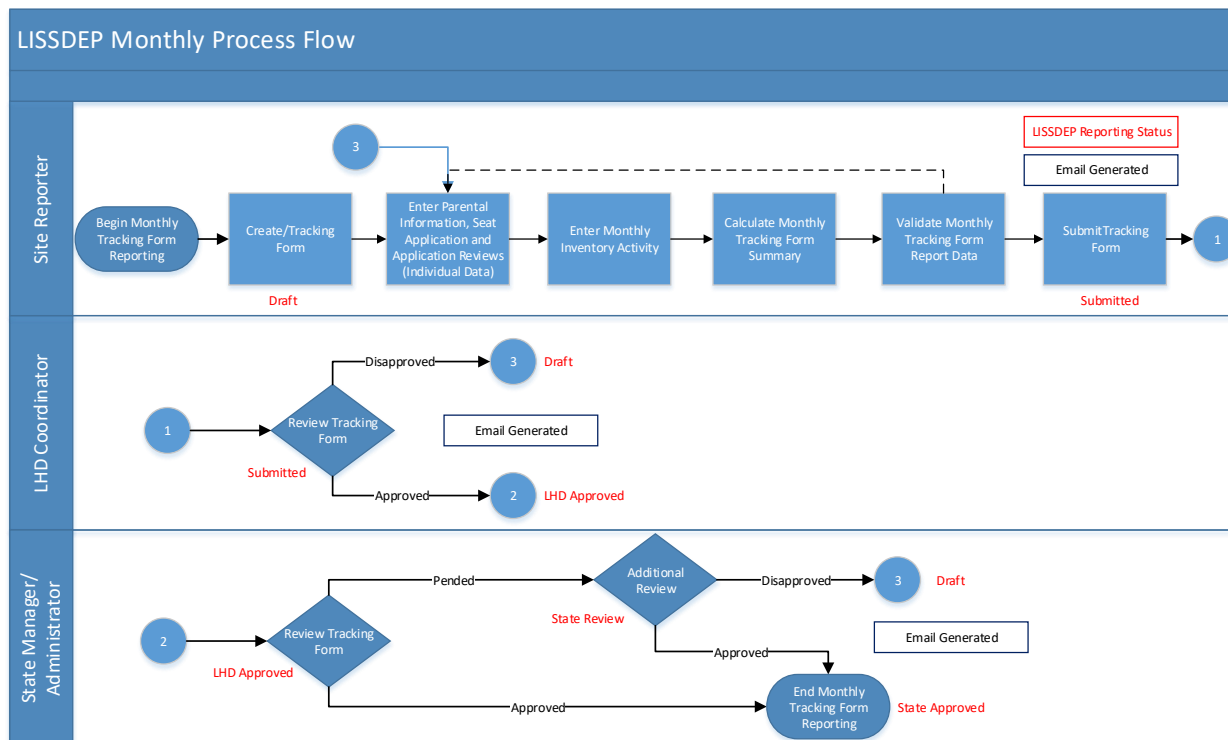 LISSDEP Monthly Process Flow
Site Reporter
LISSDEP Reporting Status
Email Generated
3
Begin Monthly
Tracking Form
Reporting
Create/Tracking
Form
Draft
Enter Parental
Information, Seat
Application and
Application Reviews
(Individual Data)
Enter Monthly
Inventory Activity
Calculate Monthly
Tracking Form
Summary
Validate Monthly
Tracking Form
Report Data
SubmitTracking
Form
Submitted
1
LHD Coordinator
1
Review Tracking
Form
Submitted
Disapproved
3
Draft
Email Generated
Approved
2
LHD Approved
State Manager/
Administrator
2
Review Tracking
Form
LHD Approved
Pended
Additional
Review
State Review
Disapproved
3
Draft
Email Generated
Approved
Approved
End Monthly
Tracking Form
Reporting
State Approved